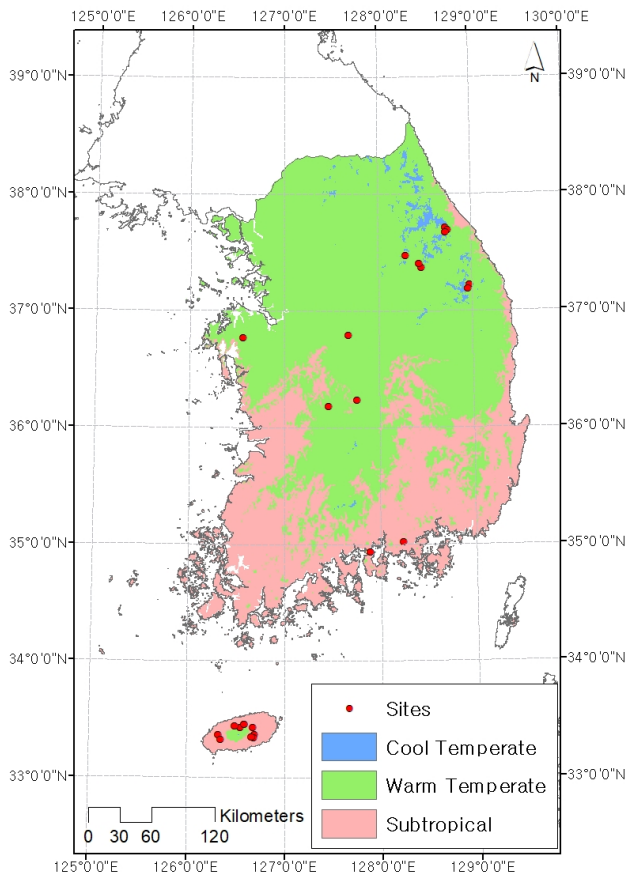 125°0'0"E 126°0'0"E 127°0'0"E 128°0'0"E 129°0'0"E 130°0'0"E
39°0'0"N 39°0'0"N
N
38°0'0"N 38°0'0"N
37°0'0"N 37°0'0"N
36°0'0"N 36°0'0"N
35°0'0"N 35°0'0"N
34°0'0"N 34°0'0"N
Sites
Cool Temperate
33°0'0"N 33°0'0"N
Warm Temperate
Kilometers
Subtropical
0 30 60 120
125°0'0"E 126°0'0"E 127°0'0"E 128°0'0"E 129°0'0"E